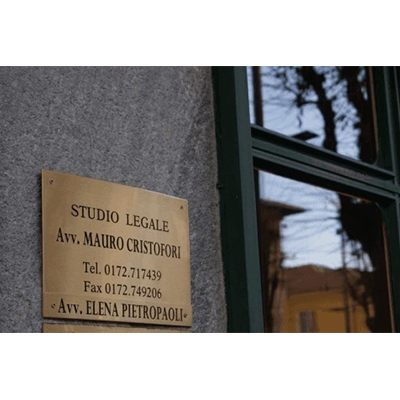 STUDIO LEGALE
Avv. MAURO CRISTOFORI
Tel. 0172.717439
Fax 0172.749206
Avv. ELENA PIETROPAOLI